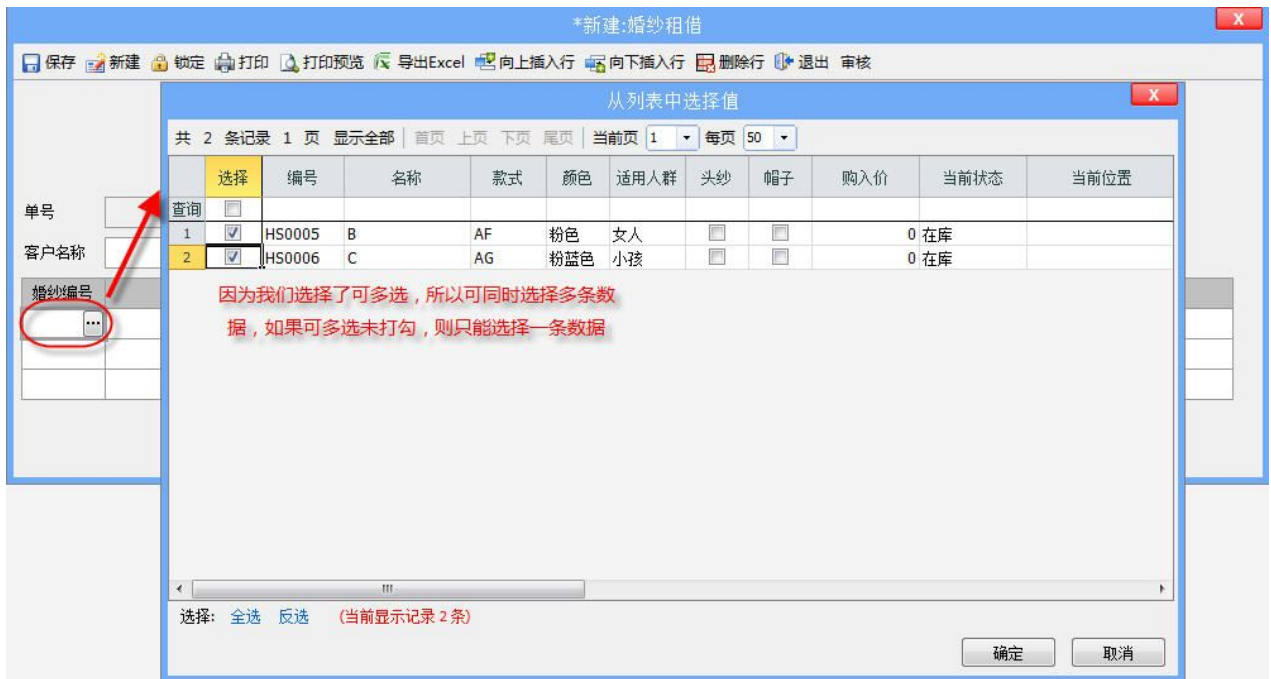 *新建:婚纱租借
保存 新建 锁定 打印 打印预览 导出Excel 向上插入行 向下插入行 删除行 退出 审核
从列表中选择值
共 2 条记录 1 页 显示全部 首页 上页 下页 尾页 当前页 1 每页 50
选择 编号 名称 款式 颜色 适用人群 头纱 帽子 购入价 当前状态 当前位置
查询
1 HS0005 B AF 粉色 女人 0 在库
2 HS0006 C AG 粉蓝色 小孩 0 在库
单号
客户名称
婚纱编号
因为我们选择了可多选，所以可同时选择多条数
据，如果可多选未打勾，则只能选择一条数据
选择: 全选 反选 (当前显示记录 2 条)
确定 取消